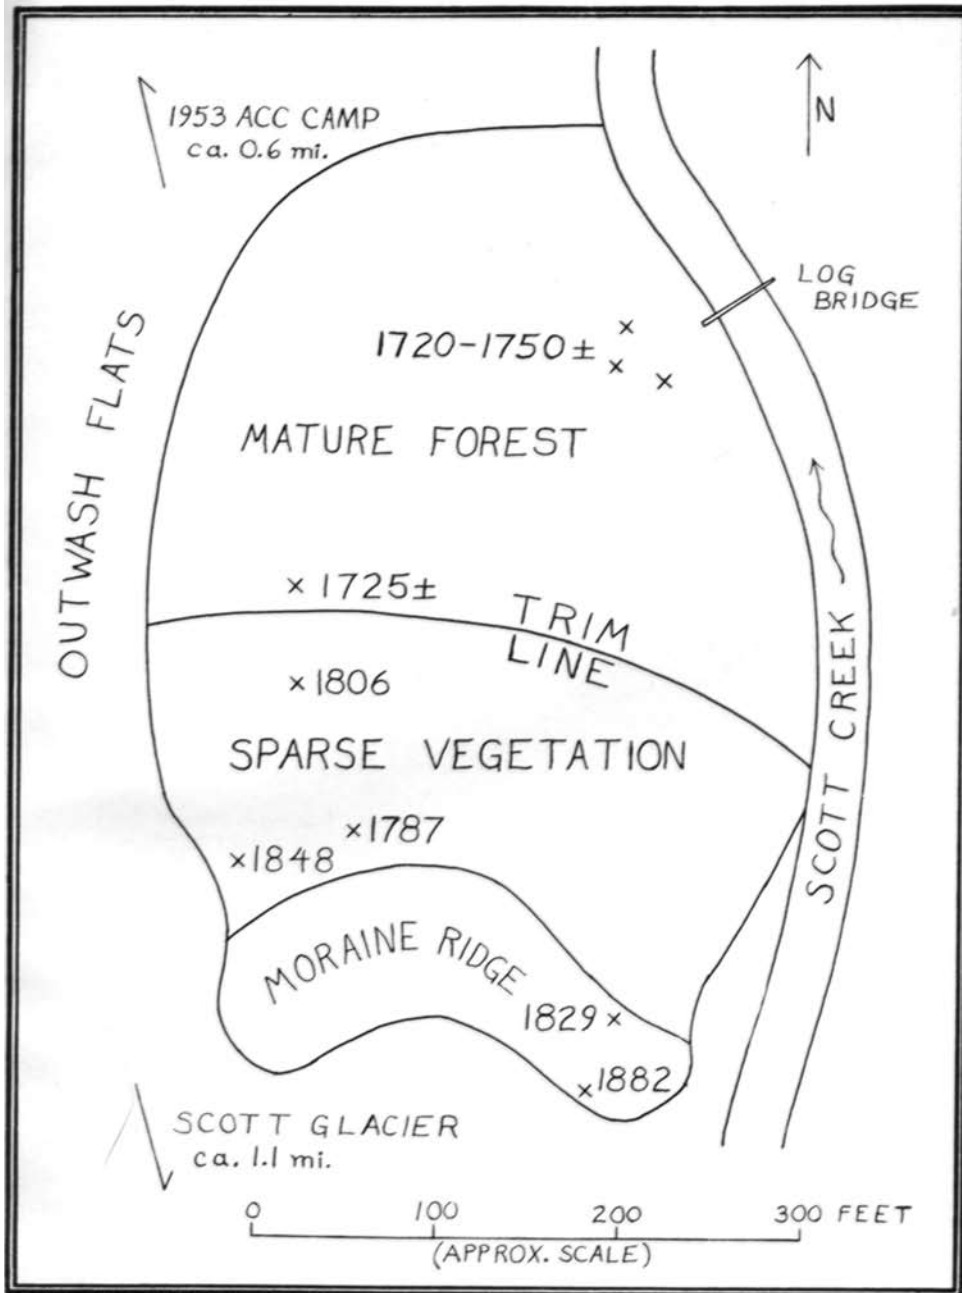 1953 ACC CAMP
ca. 0.6 mi.
N
LOG
BRIDGE
OUTWASH FLATS
1720-1750±
MATURE FOREST
1725±
TRIM
LINE
1806
SPARSE VEGETATION
SCOTT CREEK
1787
1848
MORAINE RIDGE
1829
1882
SCOTT GLACIER
ca. 1.1 mi.
0 100 200 300 FEET
(APPROX. SCALE)